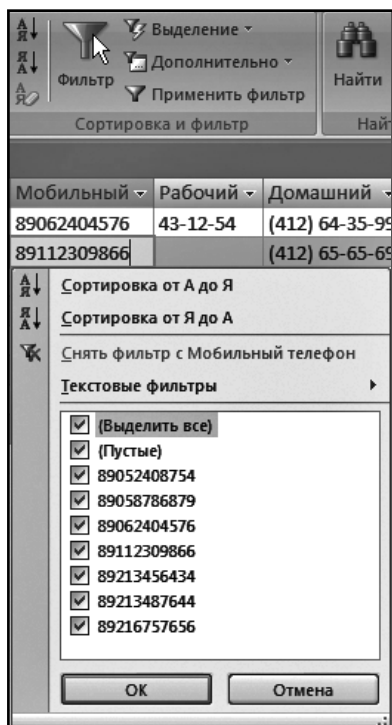 А
Я
Выделение
Я
А
Дополнительно
Фильтр
А
Я
Применить фильтр
Найти
Сортировка и фильтр
Най
Мобильный Рабочий Домашний
89062404576 43-12-54 (412) 64-35-99
89112309866 (412) 65-65-69
А
Я
Сортировка от А до Я
Я
А
Сортировка от Я до А
Снять фильтр с Мобильный телефон
Текстовые фильтры
(Выделить все)
(Пустые)
89052408754
89058786879
89062404576
89112309866
89213456434
89213487644
89216757656
ОК Отмена